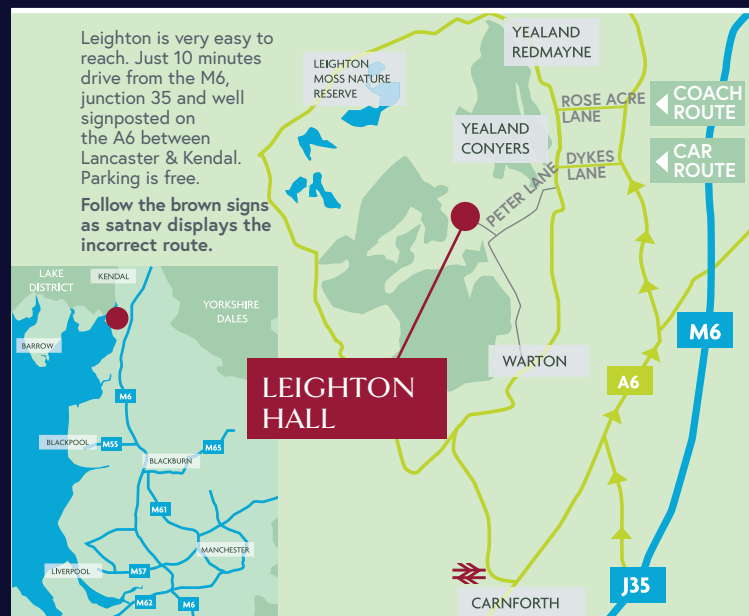 Leighton is very easy to
reach. Just 10 minutes
drive from the M6,
junction 35 and well
signposted on
the A6 between
Lancaster & Kendal.
Parking is free.
Follow the brown signs
as satnav displays the
incorrect route.
LEIGHTON
MOSS NATURE
RESERVE
YEALAND
REDMAYNE
YEALAND
CONYERS
ROSE ACRE
LANE
COACH
ROUTE
DYKES
LANE
CAR
ROUTE
PETER LANE
M6
WARTON
A6
LEIGHTON
HALL
J35
CARNFORTH
LAKE
DISTRICT
KENDAL
YORKSHIRE
DALES
BARROW
M6
BLACKPOOL
M55
M65
BLACKBURN
M61
MANCHESTER
LIVERPOOL
M57
M62
M6